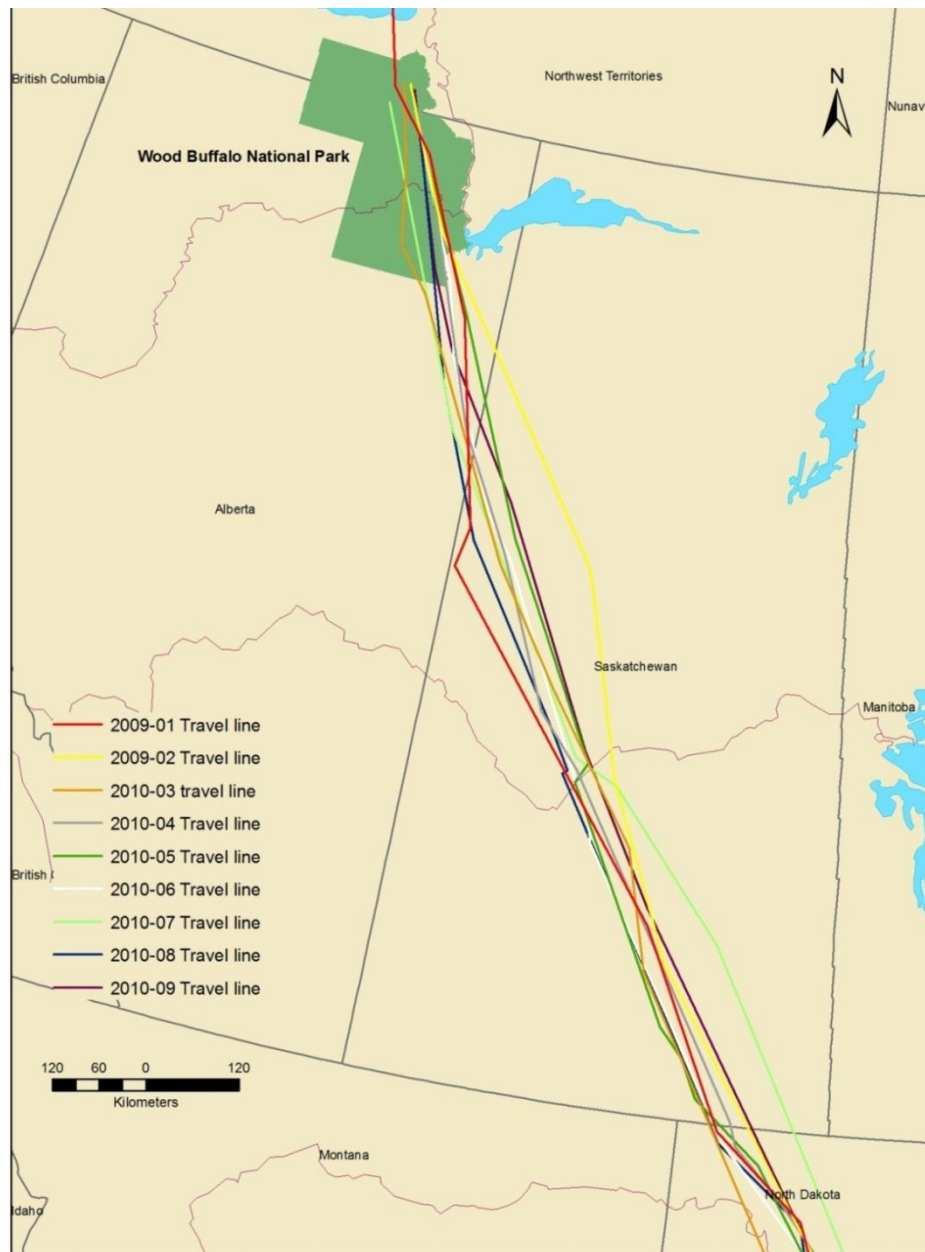 British Columbia
Northwest Territories
N
Nunav
Wood Buffalo National Park
Alberta
Saskatchewan
Manitoba
2009-01 Travel line
2009-02 Travel line
2010-03 travel line
2010-04 Travel line
2010-05 Travel line
British (
2010-06 Travel line
2010-07 Travel line
2010-08 Travel line
2010-09 Travel line
120 60 0 120
Kilometers
Montana
North Dakota
Idaho